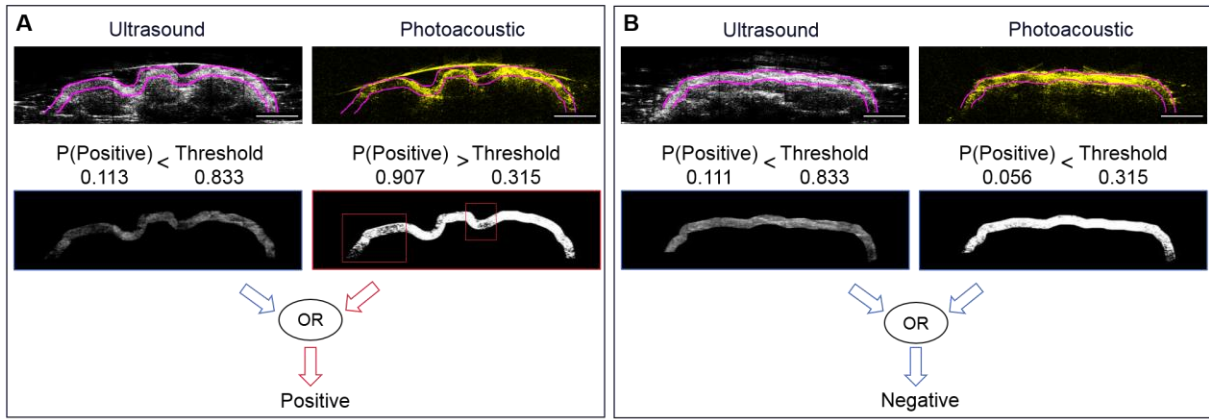 A
Ultrasound Photoacoustic
P(Positive) < Threshold P(Positive) > Threshold
0.113 0.833 0.907 0.315
OR
Positive
B
Ultrasound Photoacoustic
P(Positive) < Threshold P(Positive) < Threshold
0.111 0.833 0.056 0.315
OR
Negative